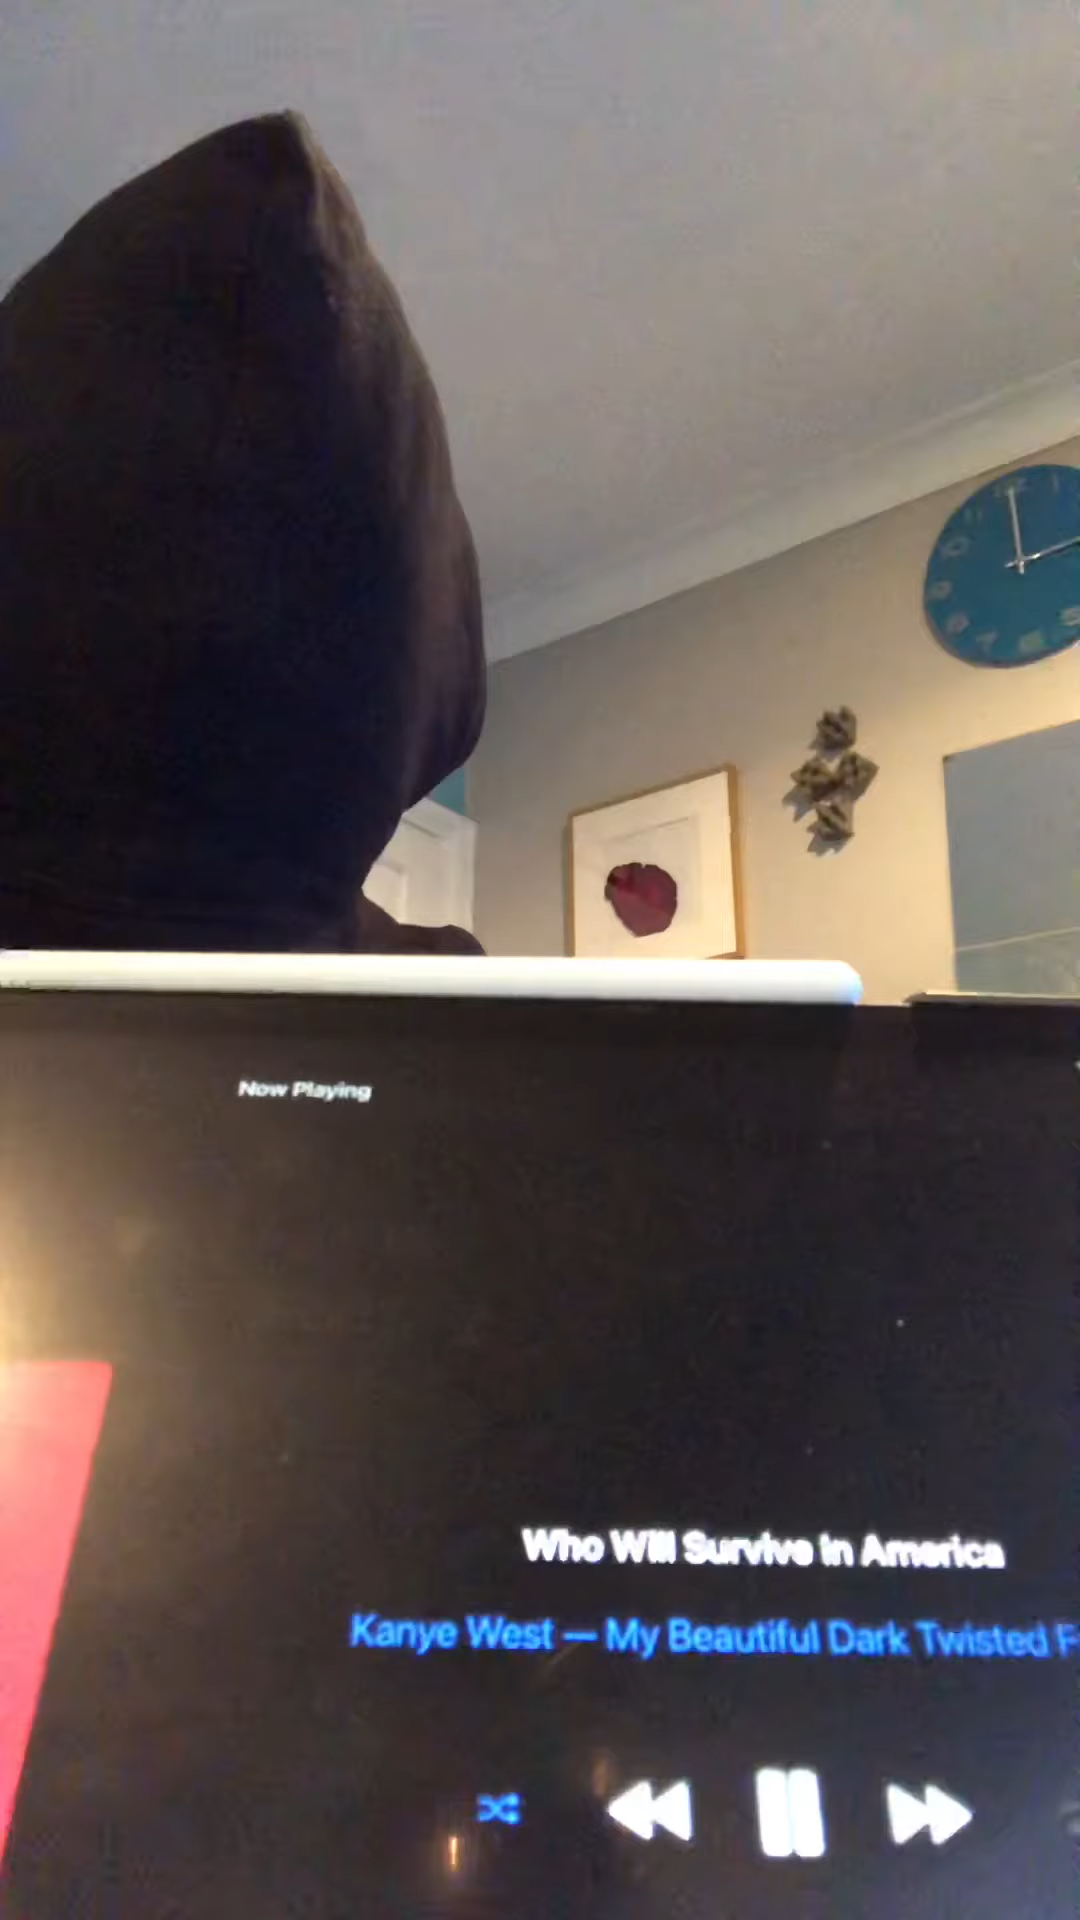 Now Playing
Who Will Survive in America
Kanye West — My Beautiful Dark Twisted F